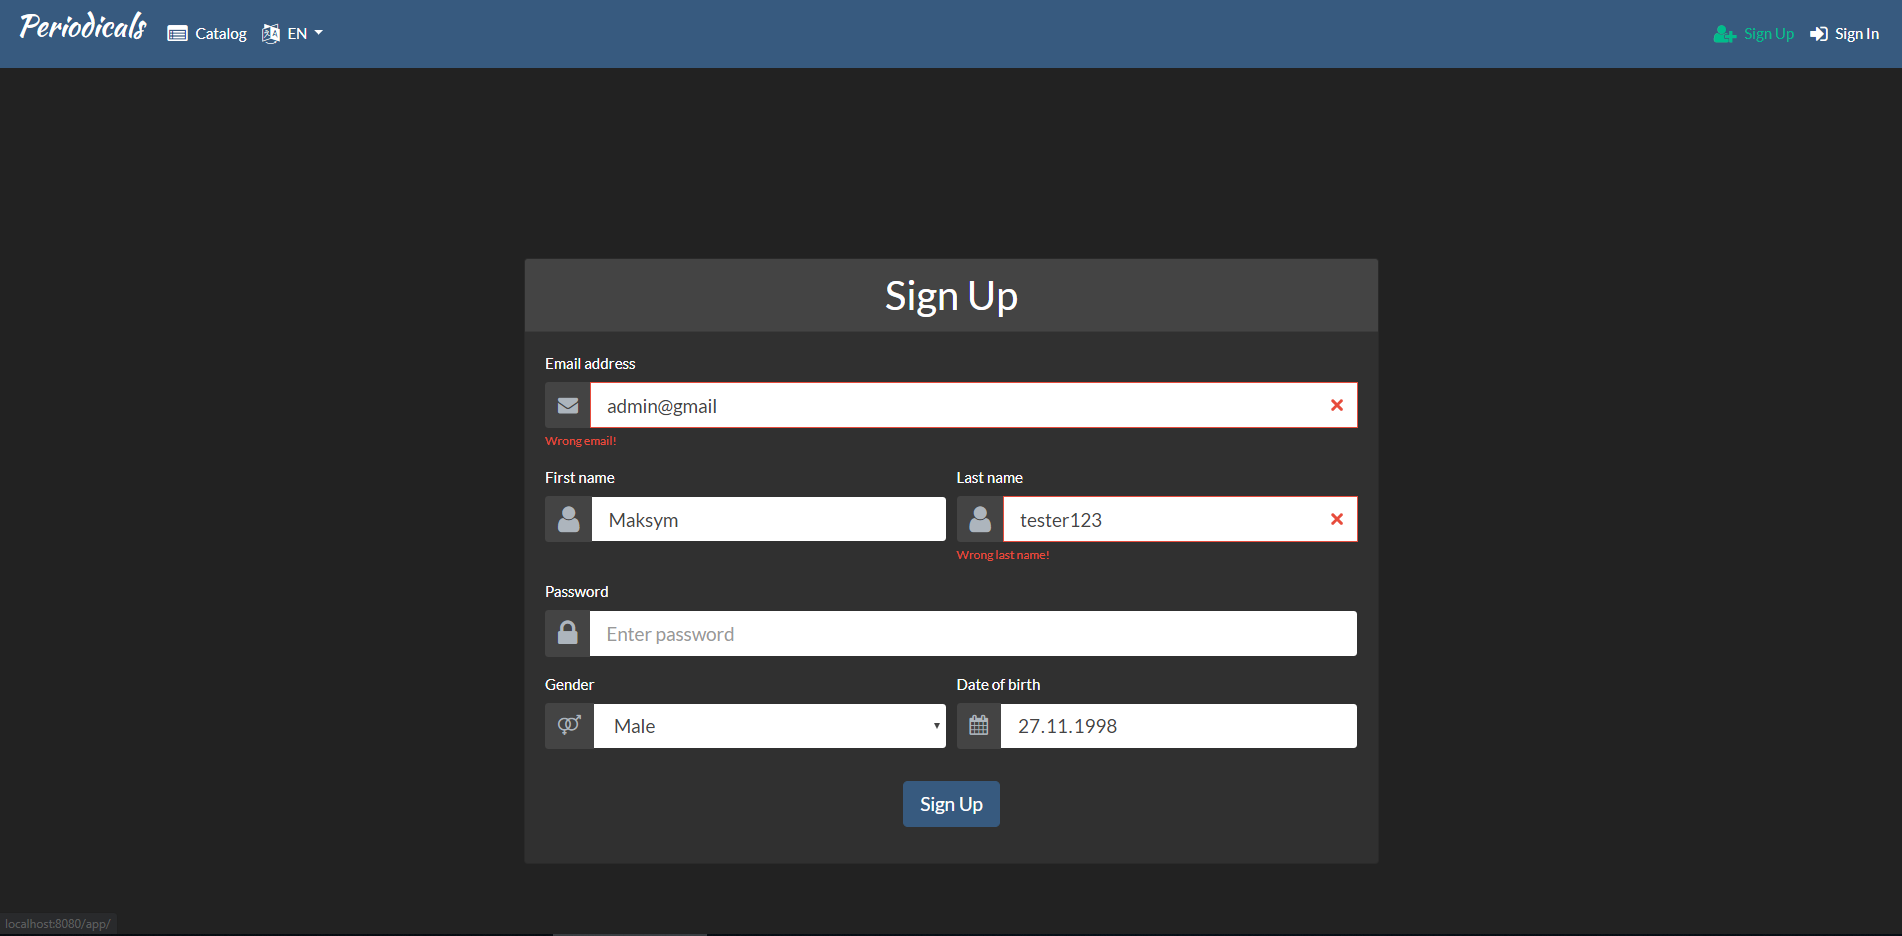 Periodicals Catalog EN Sign Up Sign In
Sign Up
Email address
admin@gmail
Wrong email!
First name Last name
Maksym tester123
Wrong last name!
Password
Enter password
Gender Date of birth
Male 27.11.1998
Sign Up
localhost:8080/app/